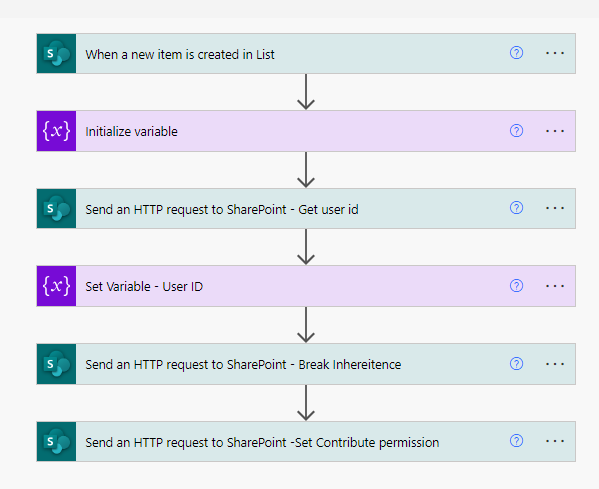 When a new item is created in List
{x} Initialize variable
Send an HTTP request to SharePoint - Get user id
{x} Set Variable - User ID
Send an HTTP request to SharePoint - Break Inhereitence
Send an HTTP request to SharePoint -Set Contribute permission